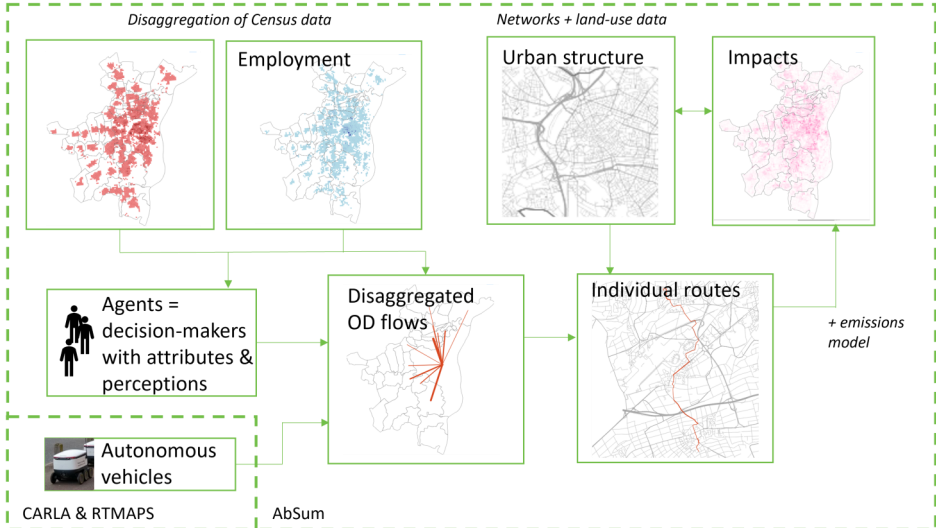 Disaggregation of Census data
Networks + land-use data
Employment
Urban structure
Impacts
Agents =
decision-makers
with attributes &
perceptions
Disaggregated
OD flows
Individual routes
+ emissions
model
Autonomous
vehicles
CARLA & RTMAPS
AbSum